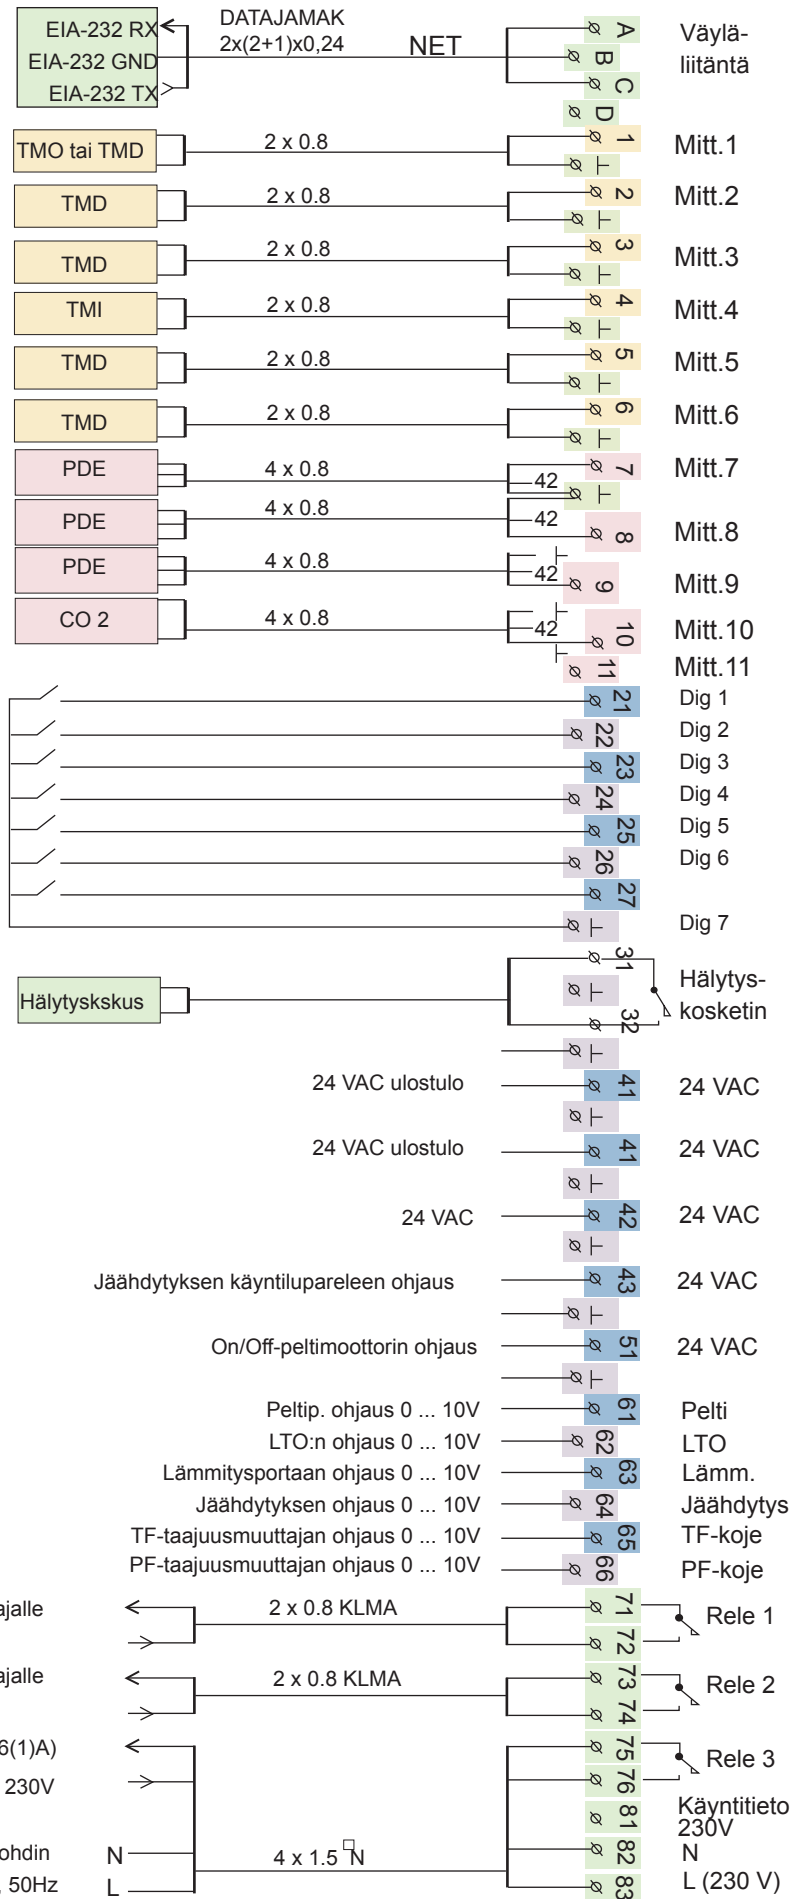 EIA-232 RX DATAJAMAK A Väylä-
EIA-232 GND 2x(2+1)x0,24 NET B liitäntä
EIA-232 TX C
D
TMO tai TMD 2 x 0.8 1 Mitt.1
TMD 2 x 0.8 2 Mitt.2
TMD 2 x 0.8 3 Mitt.3
TMI 2 x 0.8 4 Mitt.4
TMD 2 x 0.8 5 Mitt.5
TMD 2 x 0.8 6 Mitt.6
PDE 4 x 0.8 42 7 Mitt.7
PDE 4 x 0.8 42 8 Mitt.8
PDE 4 x 0.8 42 9 Mitt.9
CO 2 4 x 0.8 42 10 Mitt.10
11 Mitt.11
21 Dig 1
22 Dig 2
23 Dig 3
24 Dig 4
25 Dig 5
26 Dig 6
27
Dig 7
31
Hälytyskskus Hälytys-
kosketin
32
24 VAC ulostulo 41 24 VAC
24 VAC ulostulo 41 24 VAC
24 VAC 42 24 VAC
Jäähdytyksen käyntilupareleen ohjaus 43 24 VAC
On/Off-peltimoottorin ohjaus 51 24 VAC
Peltip. ohjaus 0 ... 10V 61 Pelti
LTO:n ohjaus 0 ... 10V 62 LTO
Lämmitysportaan ohjaus 0 ... 10V 63 Lämm.
Jäähdytyksen ohjaus 0 ... 10V 64 Jäähdytys
TF-taajuusmuuttajan ohjaus 0 ... 10V 65 TF-koje
PF-taajuusmuuttajan ohjaus 0 ... 10V 66 PF-koje
ajalle 2 x 0.8 KLMA 71 Rele 1
72
ajalle 2 x 0.8 KLMA 73 Rele 2
74
6(1)A) 75 Rele 3
230V 76
81 Käyntitieto
230V
ohdin N 4 x 1.5 N 82 N
50Hz L 83 L (230 V)